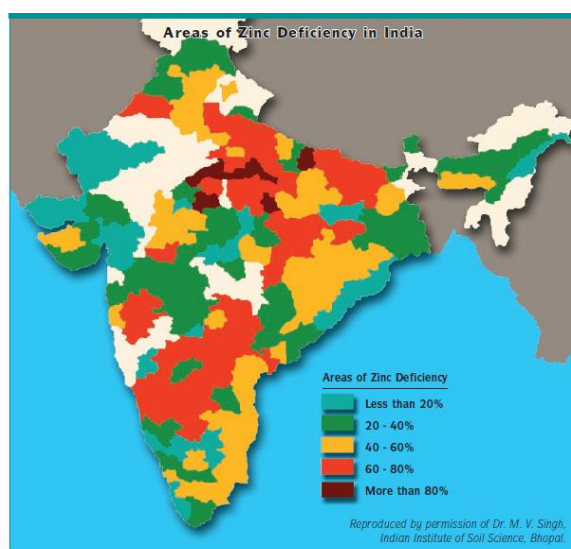 Areas of Zinc Deficiency in India
Areas of Zinc Deficiency
Less than 20%
20 - 40%
40 - 60%
60 - 80%
More than 80%
Reproduced by permission of Dr. M. V. Singh,
Indian Institute of Soil Science, Bhopal.